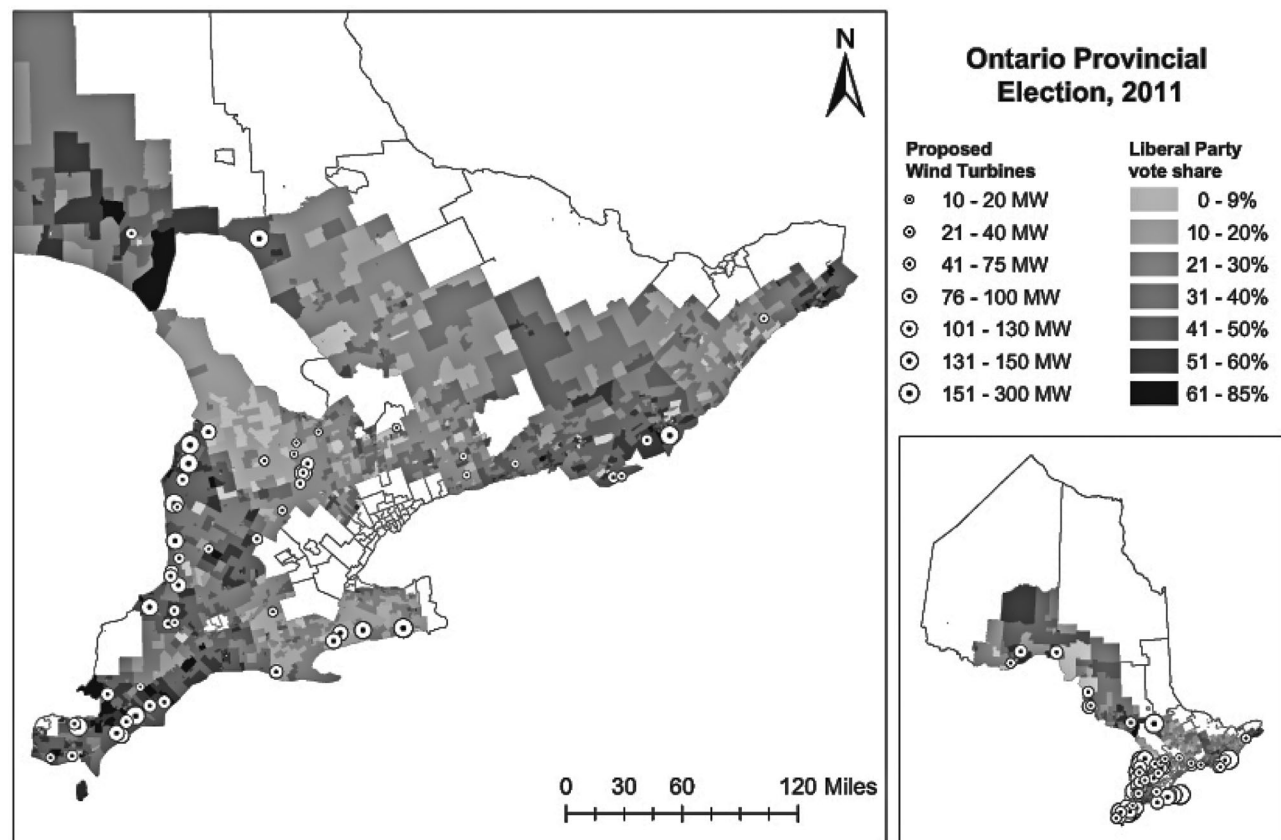 N
Ontario Provincial
Election, 2011
Proposed
Wind Turbines
10 - 20 MW
21 - 40 MW
41 - 75 MW
76 - 100 MW
101 - 130 MW
131 - 150 MW
151 - 300 MW
Liberal Party
vote share
0 - 9%
10 - 20%
21 - 30%
31 - 40%
41 - 50%
51 - 60%
61 - 85%
0 30 60 120 Miles